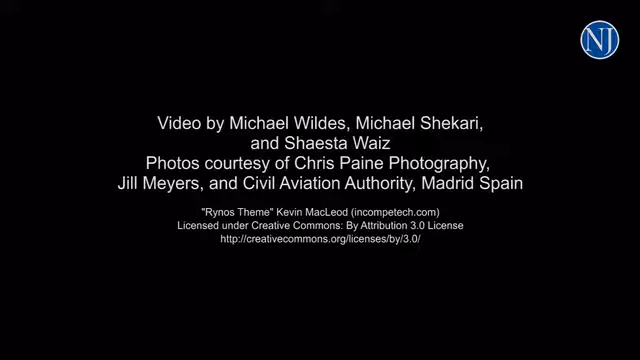 NJ
Video by Michael Wildes, Michael Shekari,
and Shaesta Waiz
Photos courtesy of Chris Paine Photography,
Jill Meyers, and Civil Aviation Authority, Madrid Spain
"Rynos Theme" Kevin MacLeod (incompetech.com)
Licensed under Creative Commons: By Attribution 3.0 License
http://creativecommons.org/licenses/by/3.0/